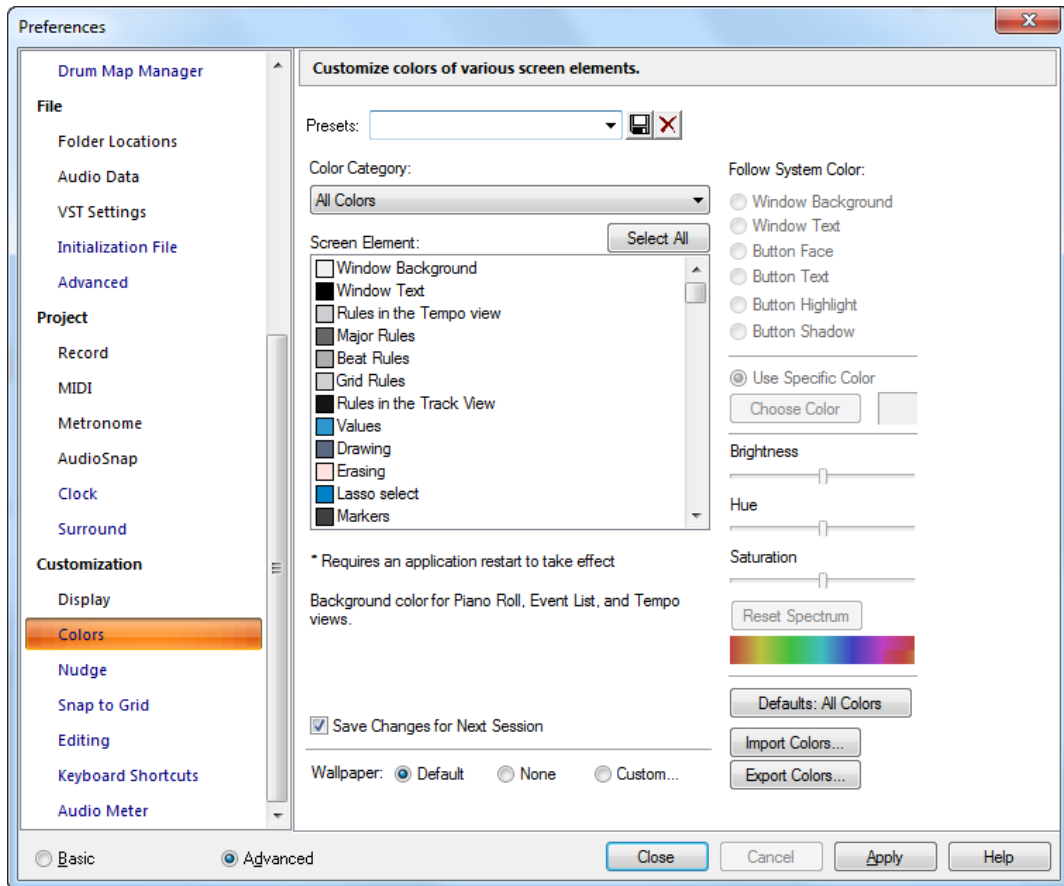 Preferences
Drum Map Manager
File
Folder Locations
Audio Data
VST Settings
Initialization File
Advanced
Project
Record
MIDI
Metronome
AudioSnap
Clock
Surround
Customization
Display
Colors
Nudge
Snap to Grid
Editing
Keyboard Shortcuts
Audio Meter
Customize colors of various screen elements.
Presets:
Color Category:
All Colors
Screen Element:
Select All
Window Background
Window Text
Rules in the Tempo view
Major Rules
Beat Rules
Grid Rules
Rules in the Track View
Values
Drawing
Erasing
Lasso select
Markers
* Requires an application restart to take effect
Background color for Piano Roll, Event List, and Tempo
views.
Save Changes for Next Session
Wallpaper: Default None Custom...
Follow System Color:
Window Background
Window Text
Button Face
Button Text
Button Highlight
Button Shadow
Use Specific Color
Choose Color
Brightness
Hue
Saturation
Reset Spectrum
Defaults: All Colors
Import Colors...
Export Colors...
Basic Advanced Close Cancel Apply Help